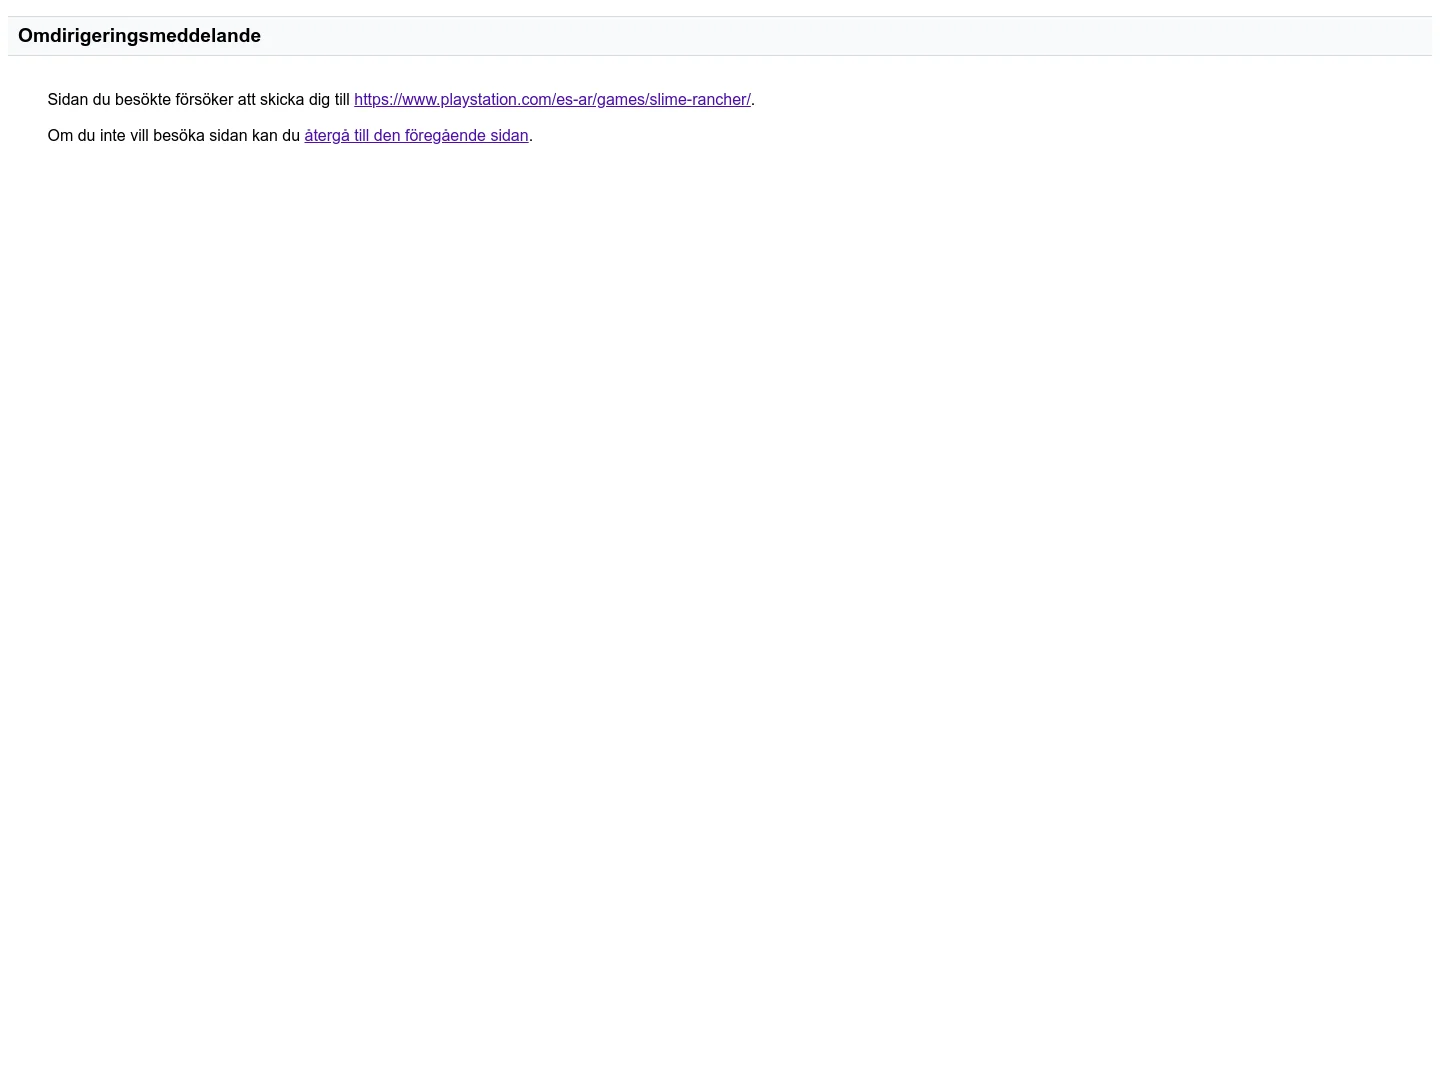 Omdirigeringsmeddelande
Sidan du besökte försöker att skicka dig till https://www.playstation.com/es-ar/games/slime-rancher/.
Om du inte vill besöka sidan kan du återgå till den föregående sidan.